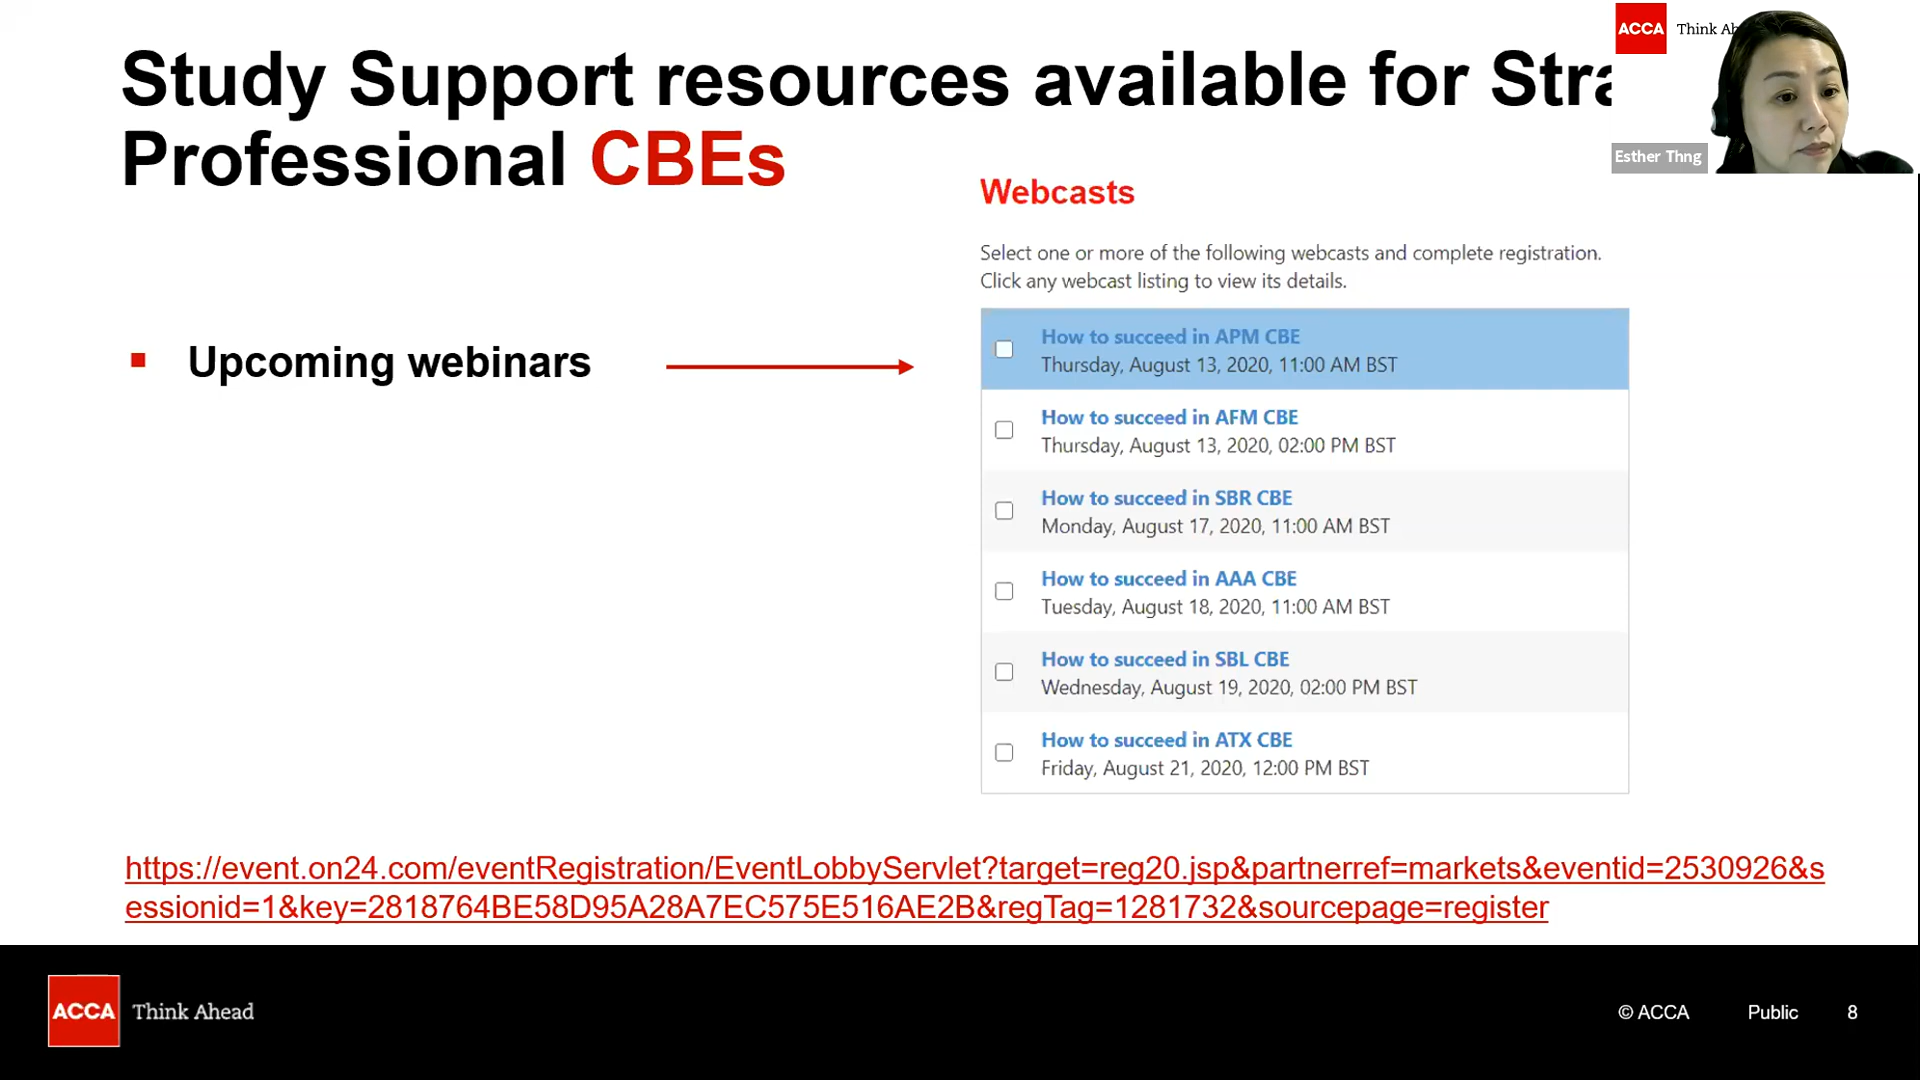 Study Support resources available for Stra
Professional CBEs
ACCA Think Ah
Esther Thng
Webcasts
Select one or more of the following webcasts and complete registration.
Click any webcast listing to view its details.
Upcoming webinars
How to succeed in APM CBE
Thursday, August 13, 2020, 11:00 AM BST
How to succeed in AFM CBE
Thursday, August 13, 2020, 02:00 PM BST
How to succeed in SBR CBE
Monday, August 17, 2020, 11:00 AM BST
How to succeed in AAA CBE
Tuesday, August 18, 2020, 11:00 AM BST
How to succeed in SBL CBE
Wednesday, August 19, 2020, 02:00 PM BST
How to succeed in ATX CBE
Friday, August 21, 2020, 12:00 PM BST
https://event.on24.com/eventRegistration/EventLobbyServlet?target=reg20.jsp&partnerref=markets&eventid=2530926&s
essionid=1&key=2818764BE58D95A28A7EC575E516AE2B&regTag=1281732&sourcepage=register
ACCA Think Ahead
© ACCA Public 8